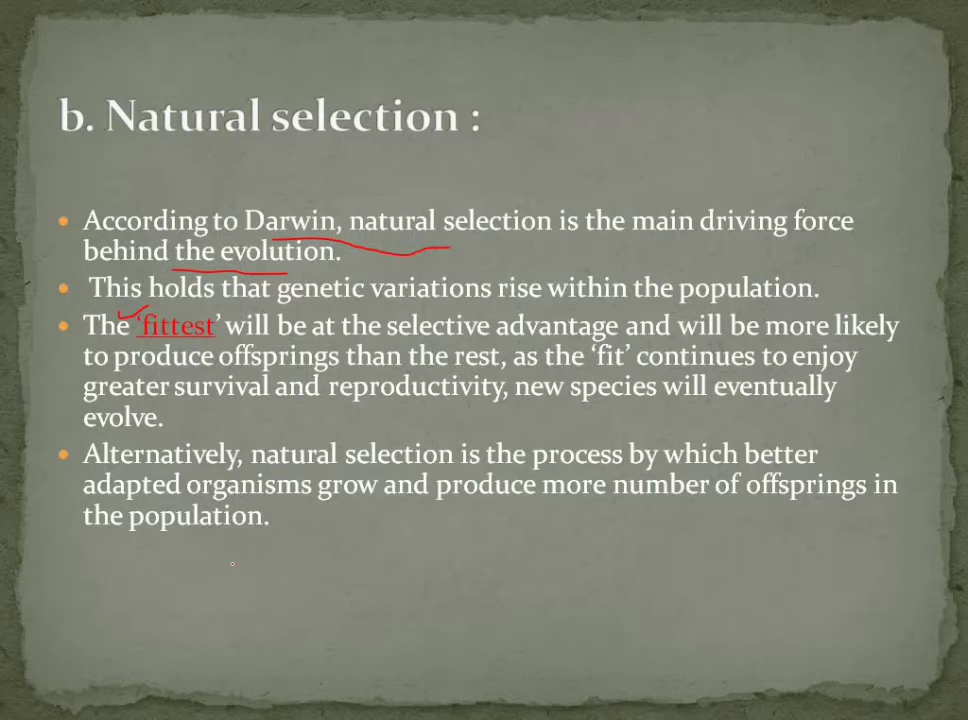 b. Natural selection :
• According to Darwin, natural selection is the main driving force
behind the evolution.
• This holds that genetic variations rise within the population.
• The ‘fittest’ will be at the selective advantage and will be more likely
to produce offsprings than the rest, as the ‘fit’ continues to enjoy
greater survival and reproductivity, new species will eventually
evolve.
• Alternatively, natural selection is the process by which better
adapted organisms grow and produce more number of offsprings in
the population.